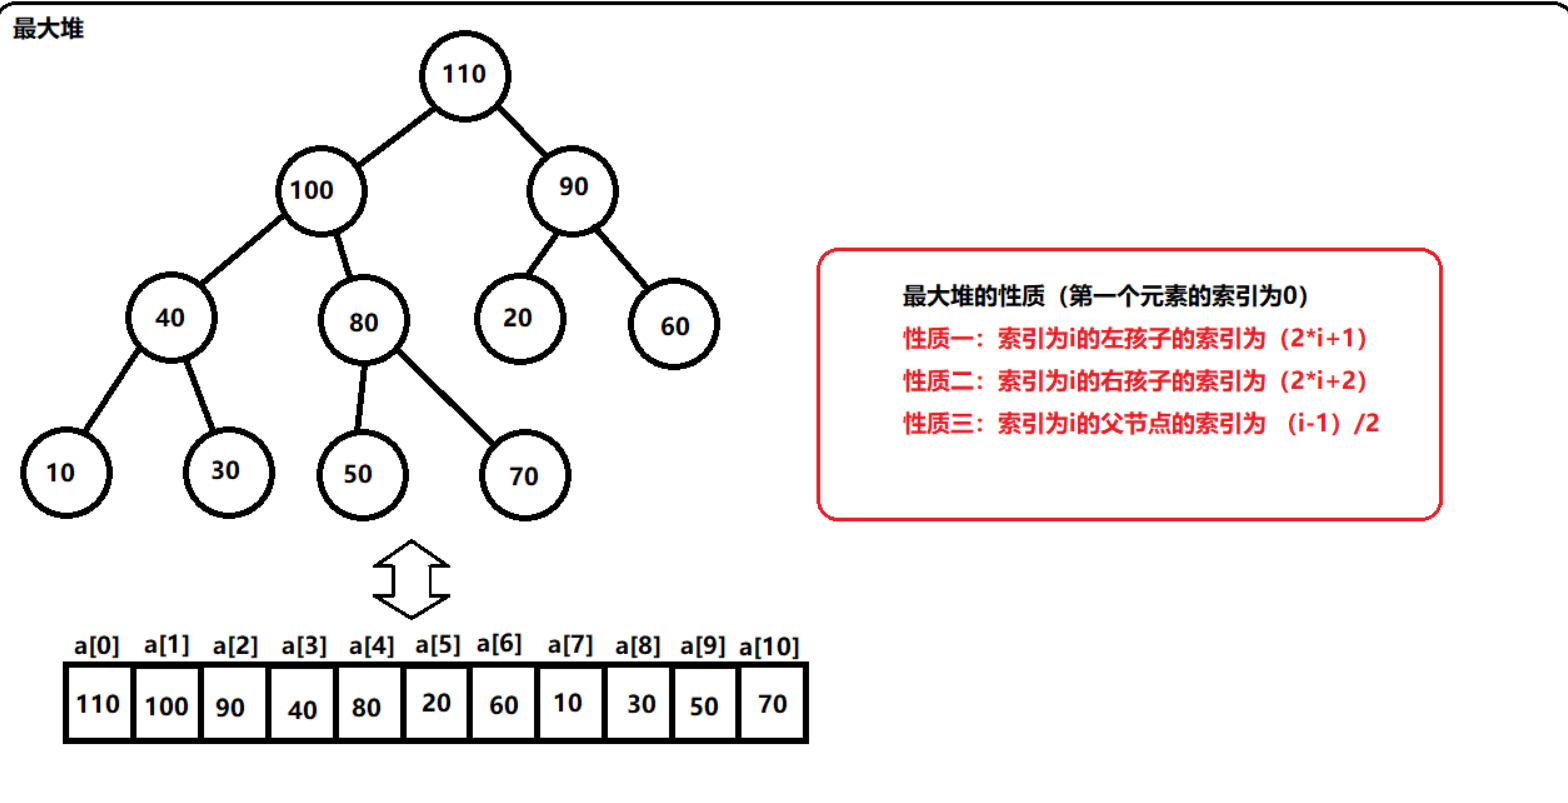 最大堆
110
100
90
40
80
20
60
10
30
50
70
最大堆的性质（第一个元素的索引为0）
性质一：索引为i的左孩子的索引为（2*i+1）
性质二：索引为i的右孩子的索引为（2*i+2）
性质三：索引为i的父节点的索引为 （i-1）/2
a[0] a[1] a[2] a[3] a[4] a[5] a[6] a[7] a[8] a[9] a[10]
110 100 90 40 80 20 60 10 30 50 70